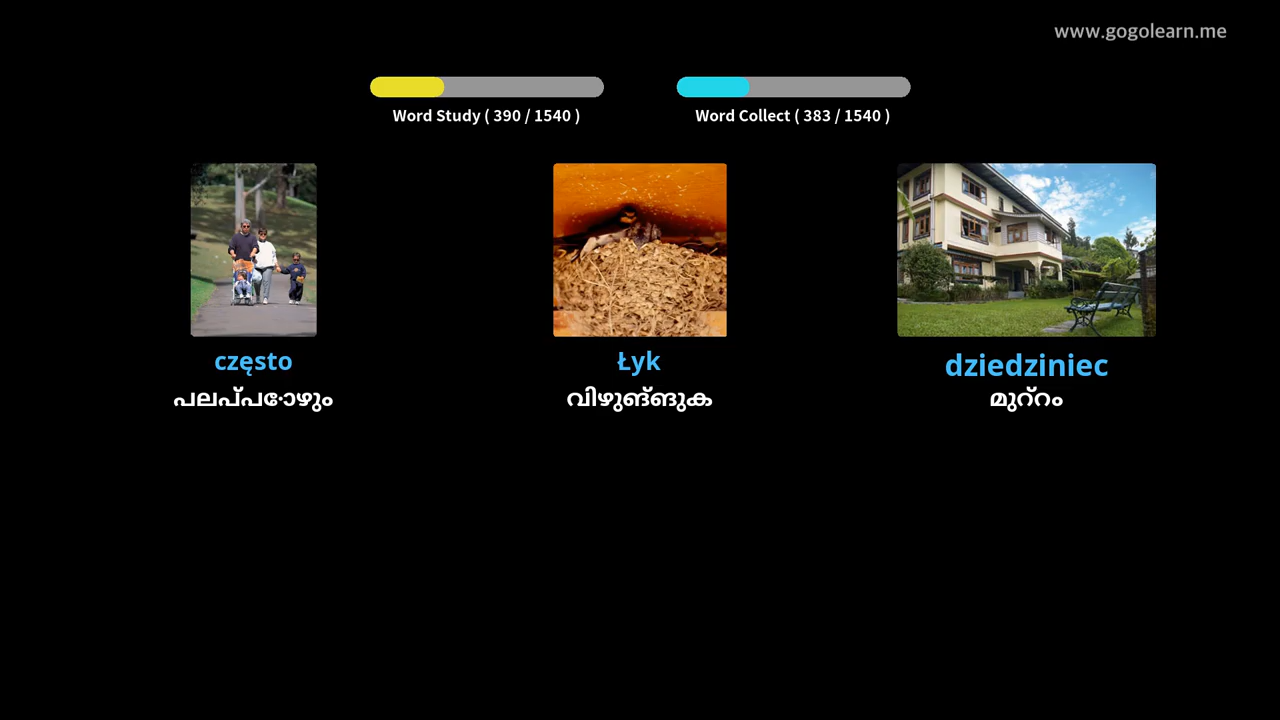 www.gogolearn.me
Word Study ( 390 / 1540 )
Word Collect ( 383 / 1540 )
często
Łyk
dziedziniec
പലപ്പോഴും
വിഴുങ്ങുക
മുറ്റം